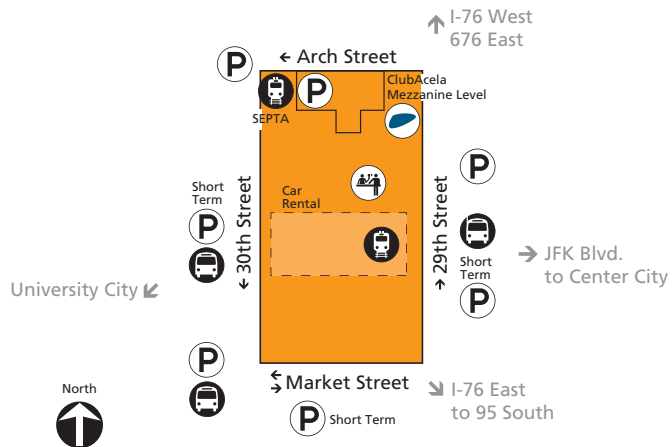 I-76 West
676 East
P
← Arch Street
P
ClubAcela
Mezzanine Level
SEPTA
P
Short
Term
P
30th Street
Car
Rental
29th Street
Short
Term
P
JFK Blvd.
to Center City
University City
P
Market Street
I-76 East
to 95 South
P Short Term
North